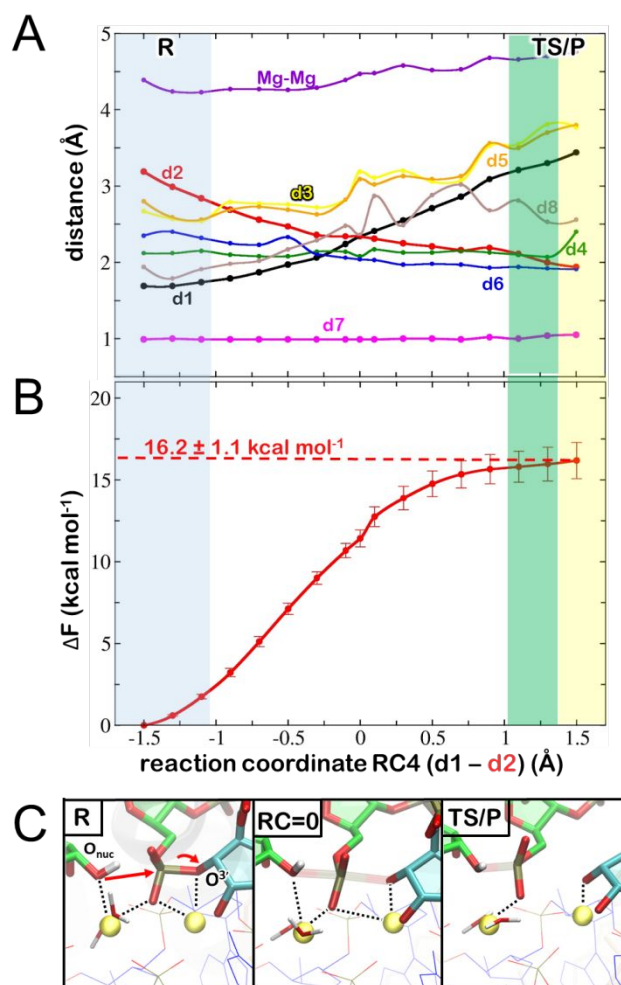 A
R
TS/P
Mg-Mg
d2
d3
d5
d8
d4
d1
d6
d7
distance (Å)
5
4
3
2
1
B
16.2 ± 1.1 kcal mol⁻¹
ΔF (kcal mol⁻¹)
20
15
10
5
0
-1.5 -1 -0.5 0 0.5 1 1.5
reaction coordinate RC4 (d1 – d2) (Å)
C
R
RC=0
TS/P
Onuc
O3'